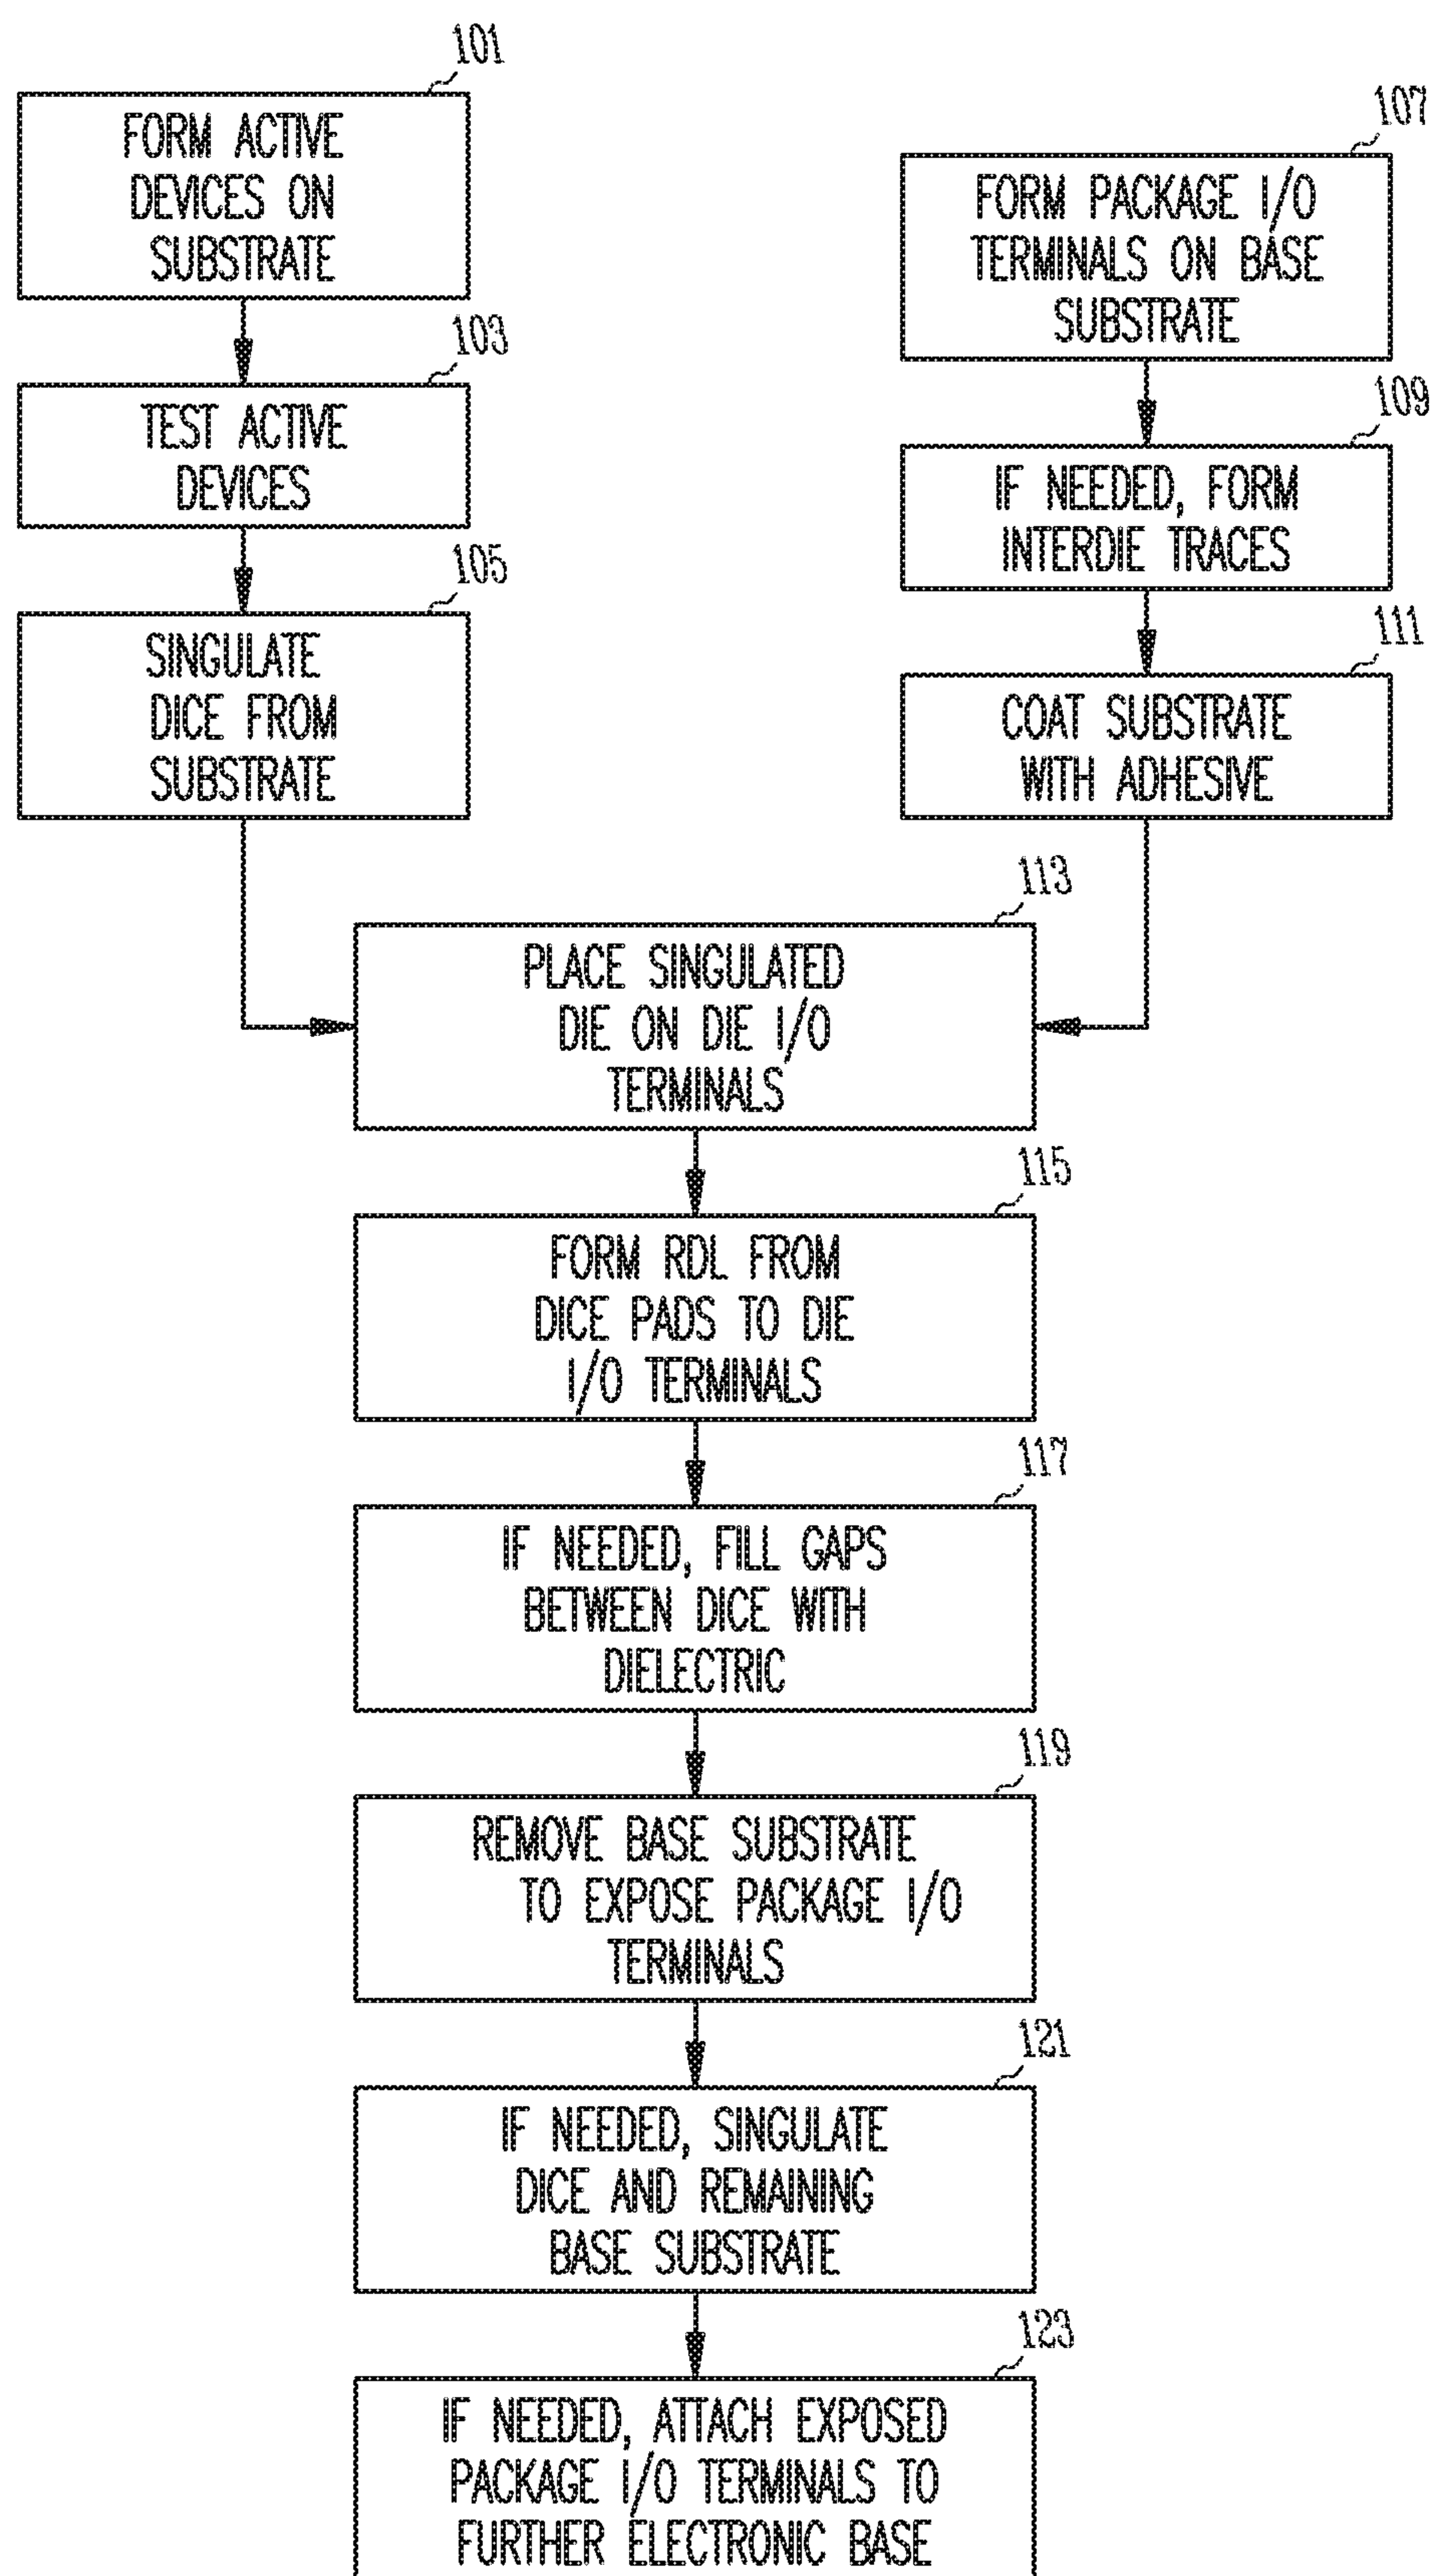 101
FORM ACTIVE
DEVICES ON
SUBSTRATE
103
TEST ACTIVE
DEVICES
105
SINGULATE
DICE FROM
SUBSTRATE
107
FORM PACKAGE I/O
TERMINALS ON BASE
SUBSTRATE
109
IF NEEDED, FORM
INTERDIE TRACES
111
COAT SUBSTRATE
WITH ADHESIVE
113
PLACE SINGULATED
DIE ON DIE I/O
TERMINALS
115
FORM RDL FROM
DICE PADS TO DIE
I/O TERMINALS
117
IF NEEDED, FILL GAPS
BETWEEN DICE WITH
DIELECTRIC
119
REMOVE BASE SUBSTRATE
TO EXPOSE PACKAGE I/O
TERMINALS
121
IF NEEDED, SINGULATE
DICE AND REMAINING
BASE SUBSTRATE
123
IF NEEDED, ATTACH EXPOSED
PACKAGE I/O TERMINALS TO
FURTHER ELECTRONIC BASE